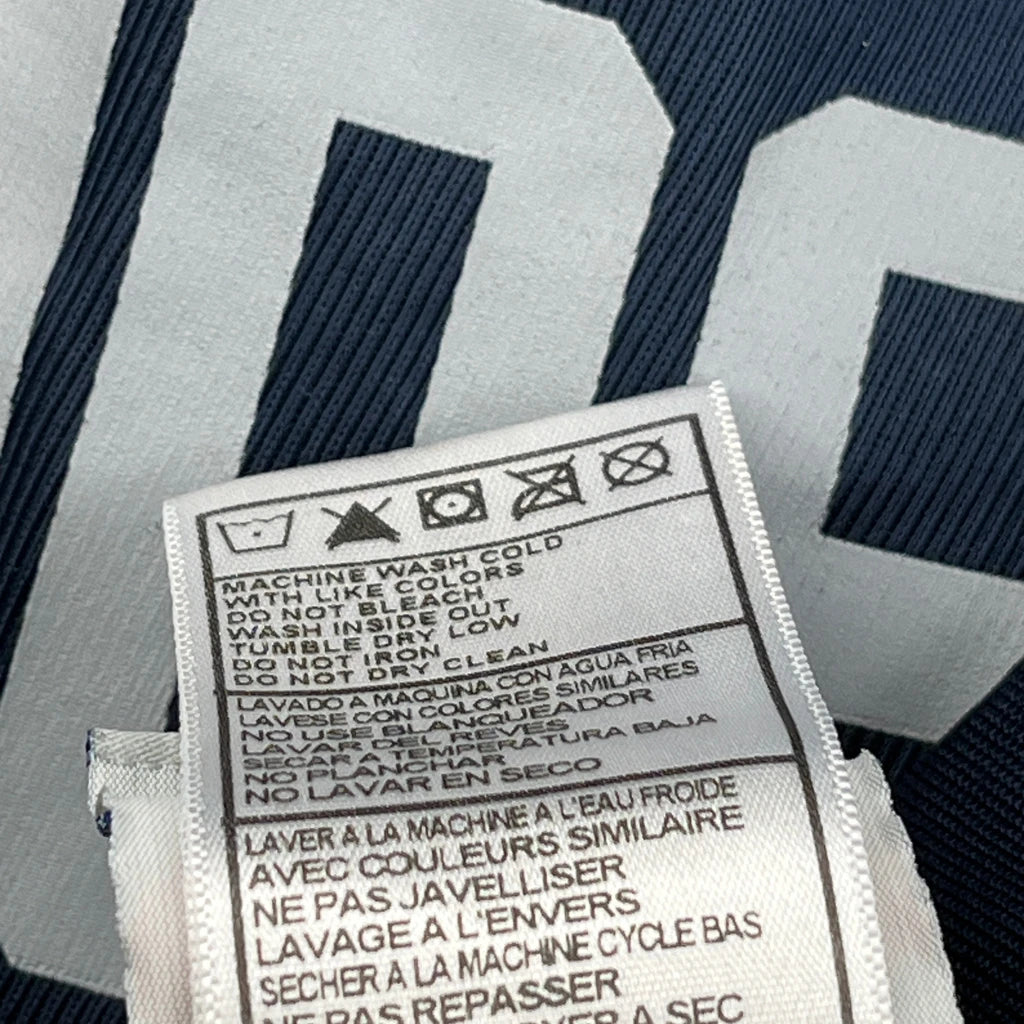 MACHINE WASH COLD
WITH LIKE COLORS
DO NOT BLEACH
WASH INSIDE OUT
TUMBLE DRY LOW
DO NOT IRON
DO NOT DRY CLEAN
LAVADO A MAQUINA CON AGUA FRIA
LAVESE CON COLORES SIMILARES
NO USE BLANQUEADOR
LAVAR DEL REVES
SECAR A TEMPERATURA BAJA
NO PLANCHAR
NO LAVAR EN SECO
LAVER A LA MACHINE A L'EAU FROIDE
AVEC COULEURS SIMILAIRE
NE PAS JAVELLISER
LAVAGE A L'ENVERS
SECHER A LA MACHINE CYCLE BAS
NE PAS REPASSER
A SEC